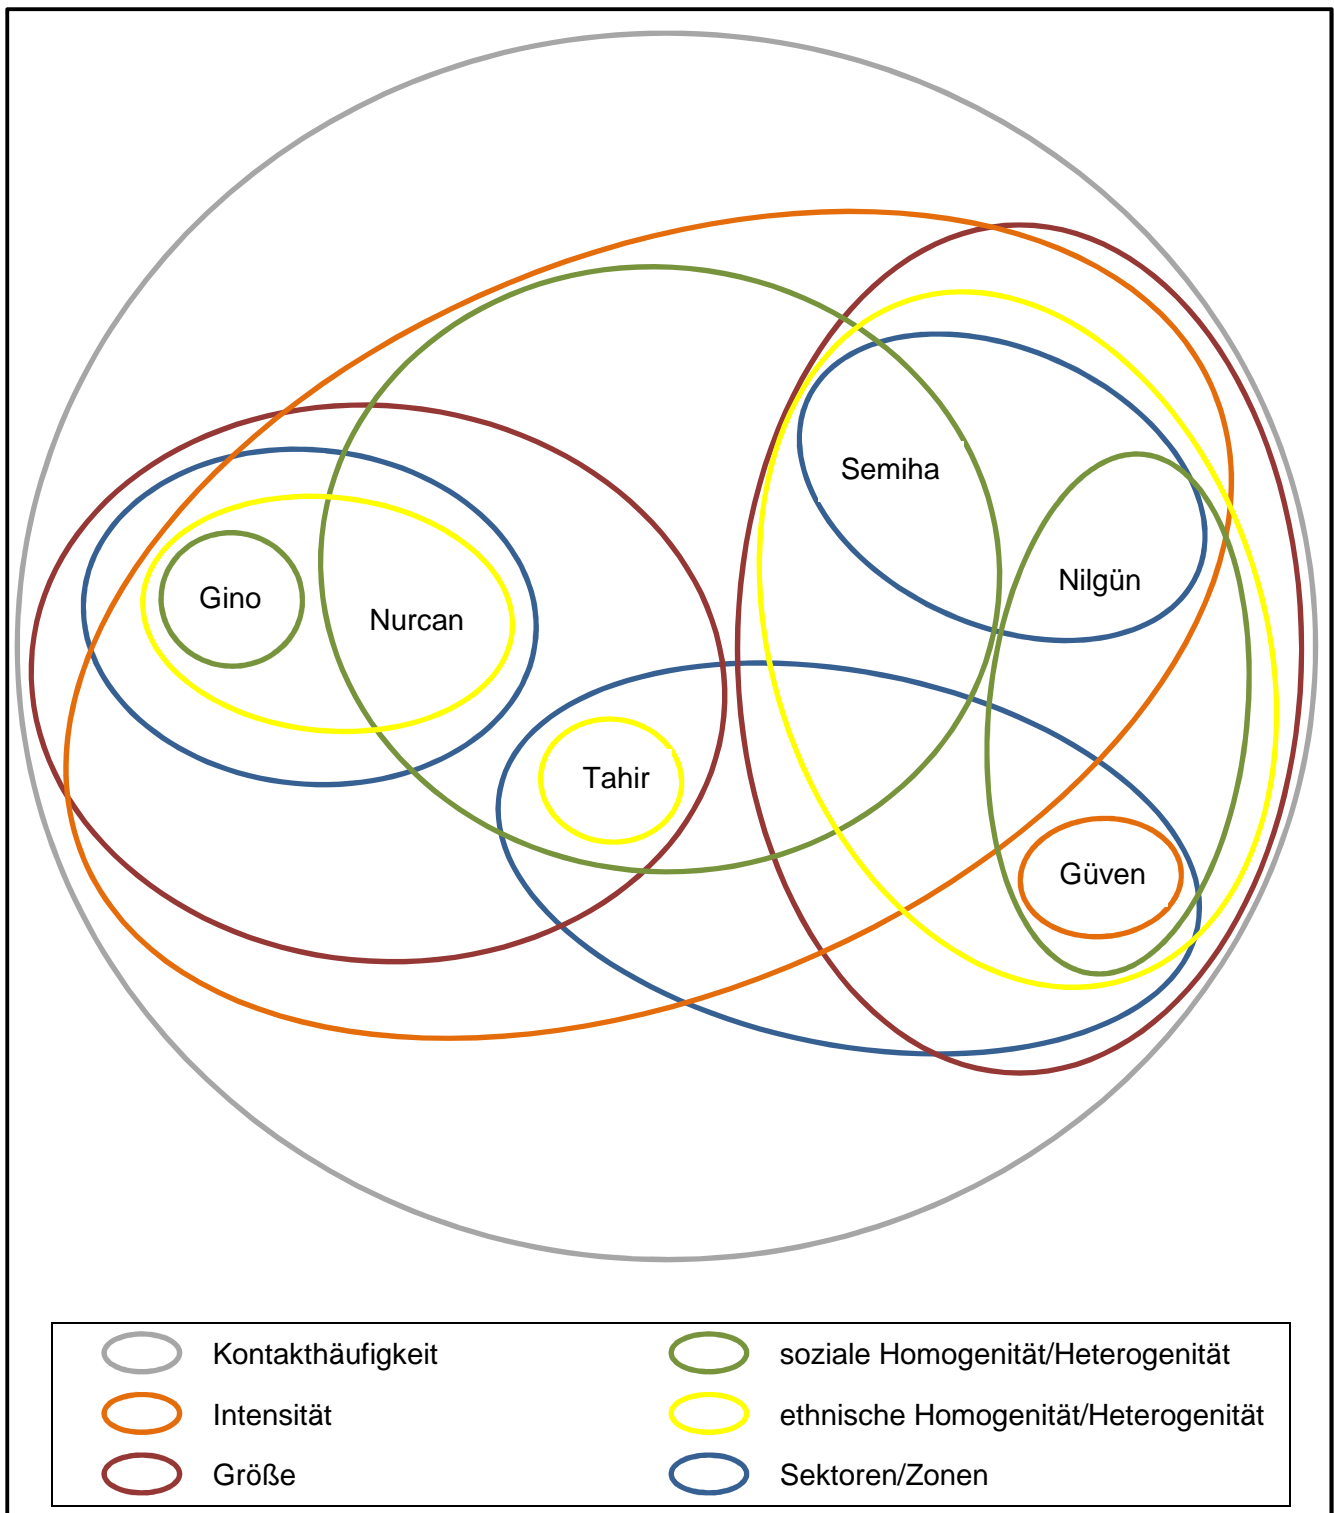 Semiha
Nilgün
Gino
Nurcan
Tahir
Güven
Kontakthäufigkeit
soziale Homogenität/Heterogenität
Intensität
ethnische Homogenität/Heterogenität
Größe
Sektoren/Zonen